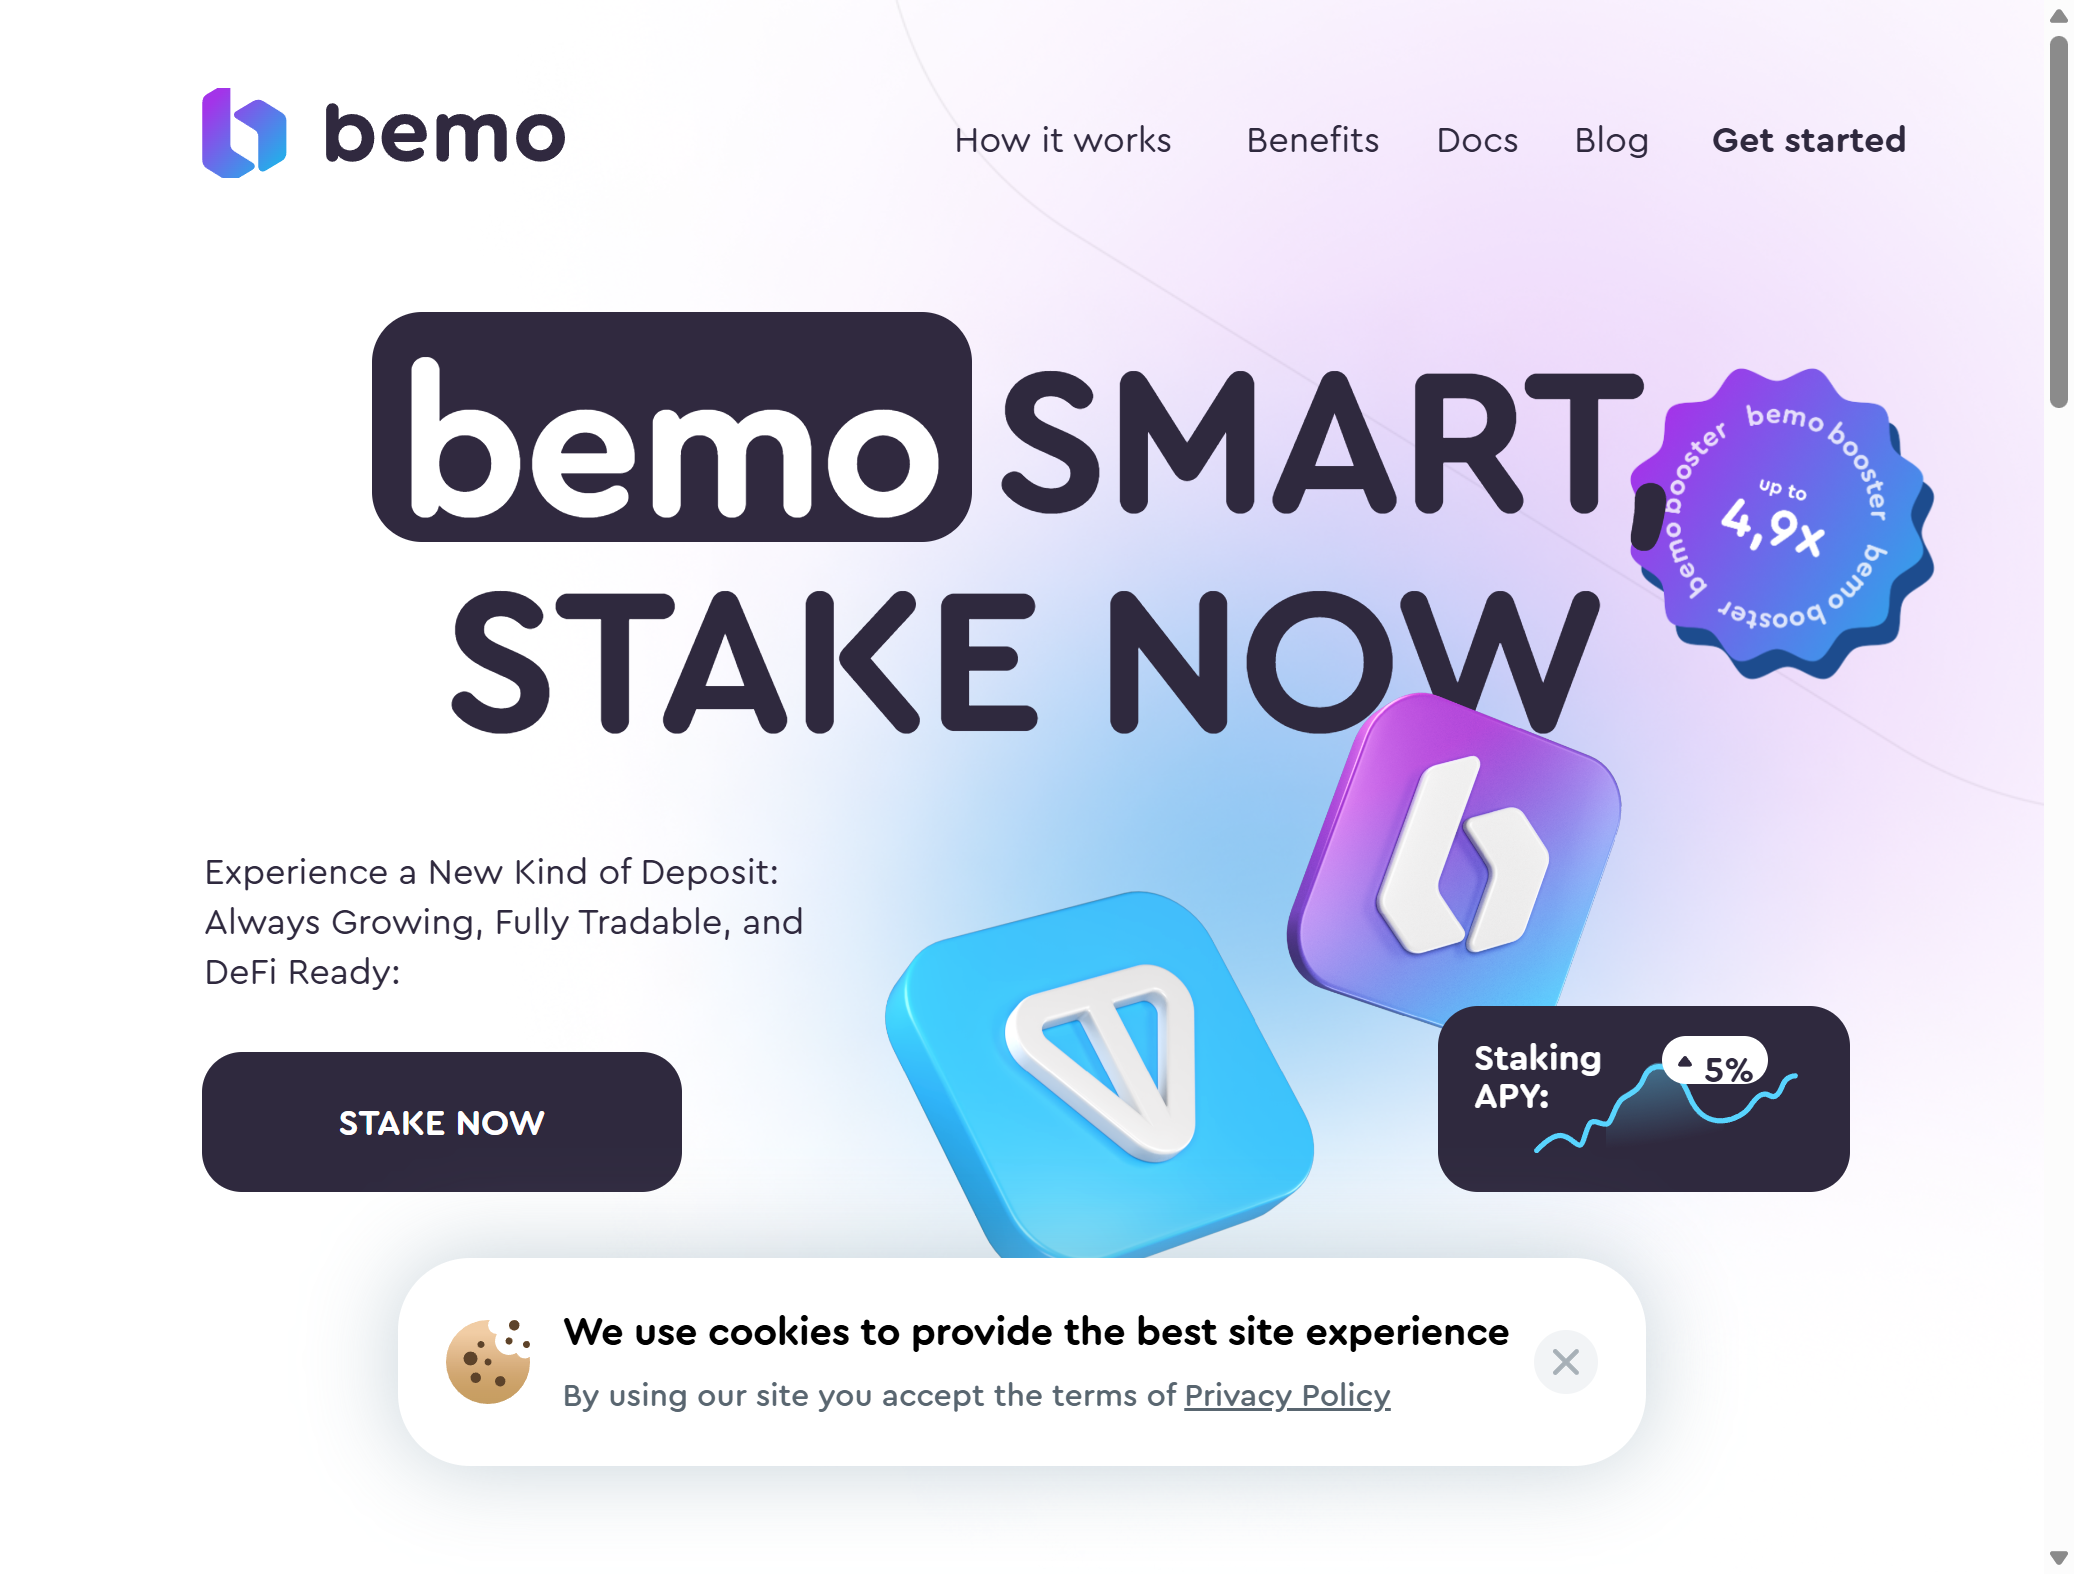 bemo
How it works Benefits Docs Blog Get started
bemo SMART,
STAKE NOW
bemo booster bemo booster bemo booster
up to
4,9x
Experience a New Kind of Deposit:
Always Growing, Fully Tradable, and
DeFi Ready:
STAKE NOW
Staking
APY:
5%
We use cookies to provide the best site experience
By using our site you accept the terms of Privacy Policy